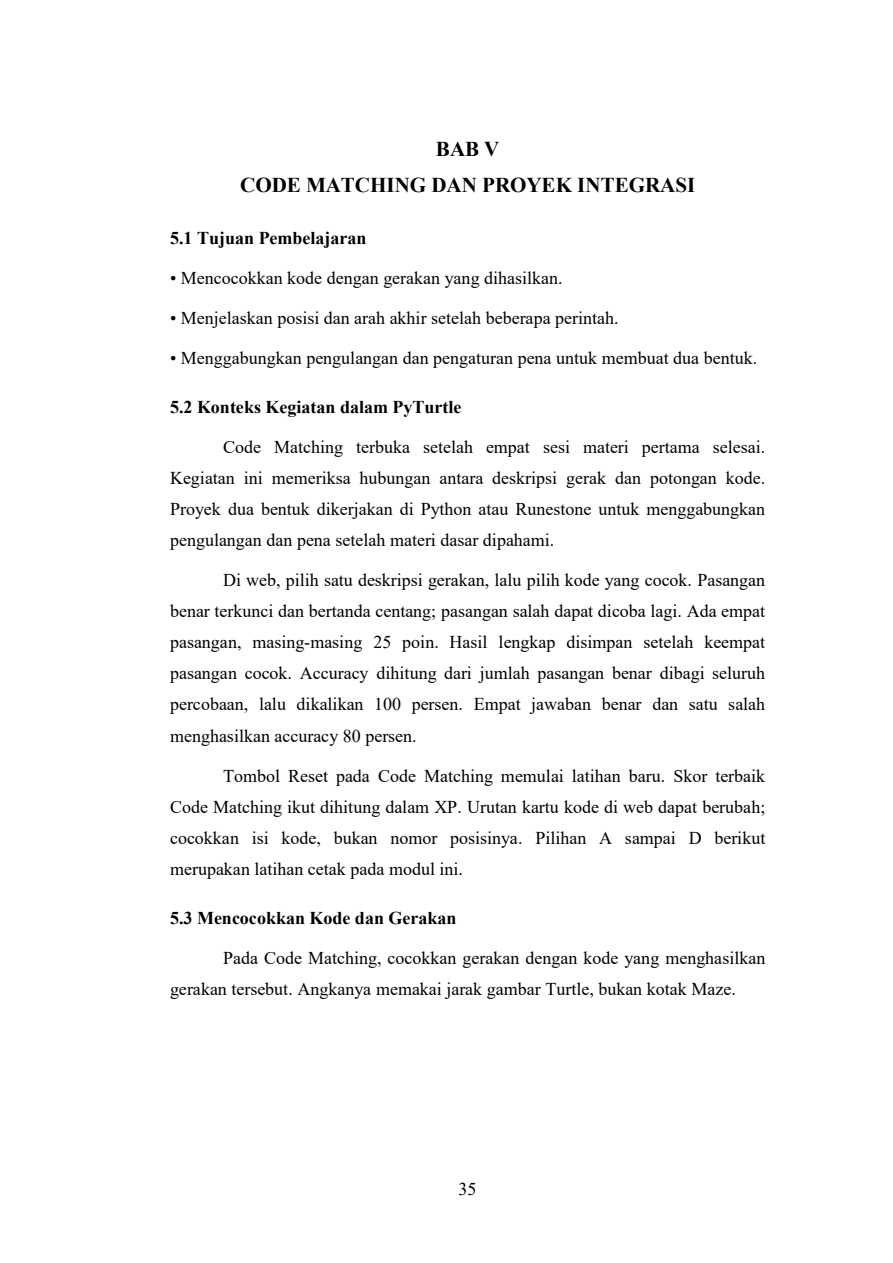 BAB V
CODE MATCHING DAN PROYEK INTEGRASI
5.1 Tujuan Pembelajaran
• Mencocokkan kode dengan gerakan yang dihasilkan.
• Menjelaskan posisi dan arah akhir setelah beberapa perintah.
• Menggabungkan pengulangan dan pengaturan pena untuk membuat dua bentuk.
5.2 Konteks Kegiatan dalam PyTurtle
Code Matching terbuka setelah empat sesi materi pertama selesai.
Kegiatan ini memeriksa hubungan antara deskripsi gerak dan potongan kode.
Proyek dua bentuk dikerjakan di Python atau Runestone untuk menggabungkan
pengulangan dan pena setelah materi dasar dipahami.
Di web, pilih satu deskripsi gerakan, lalu pilih kode yang cocok. Pasangan
benar terkunci dan bertanda centang; pasangan salah dapat dicoba lagi. Ada empat
pasangan, masing-masing 25 poin. Hasil lengkap disimpan setelah keempat
pasangan cocok. Accuracy dihitung dari jumlah pasangan benar dibagi seluruh
percobaan, lalu dikalikan 100 persen. Empat jawaban benar dan satu salah
menghasilkan accuracy 80 persen.
Tombol Reset pada Code Matching memulai latihan baru. Skor terbaik
Code Matching ikut dihitung dalam XP. Urutan kartu kode di web dapat berubah;
cocokkan isi kode, bukan nomor posisinya. Pilihan A sampai D berikut
merupakan latihan cetak pada modul ini.
5.3 Mencocokkan Kode dan Gerakan
Pada Code Matching, cocokkan gerakan dengan kode yang menghasilkan
gerakan tersebut. Angkanya memakai jarak gambar Turtle, bukan kotak Maze.
35